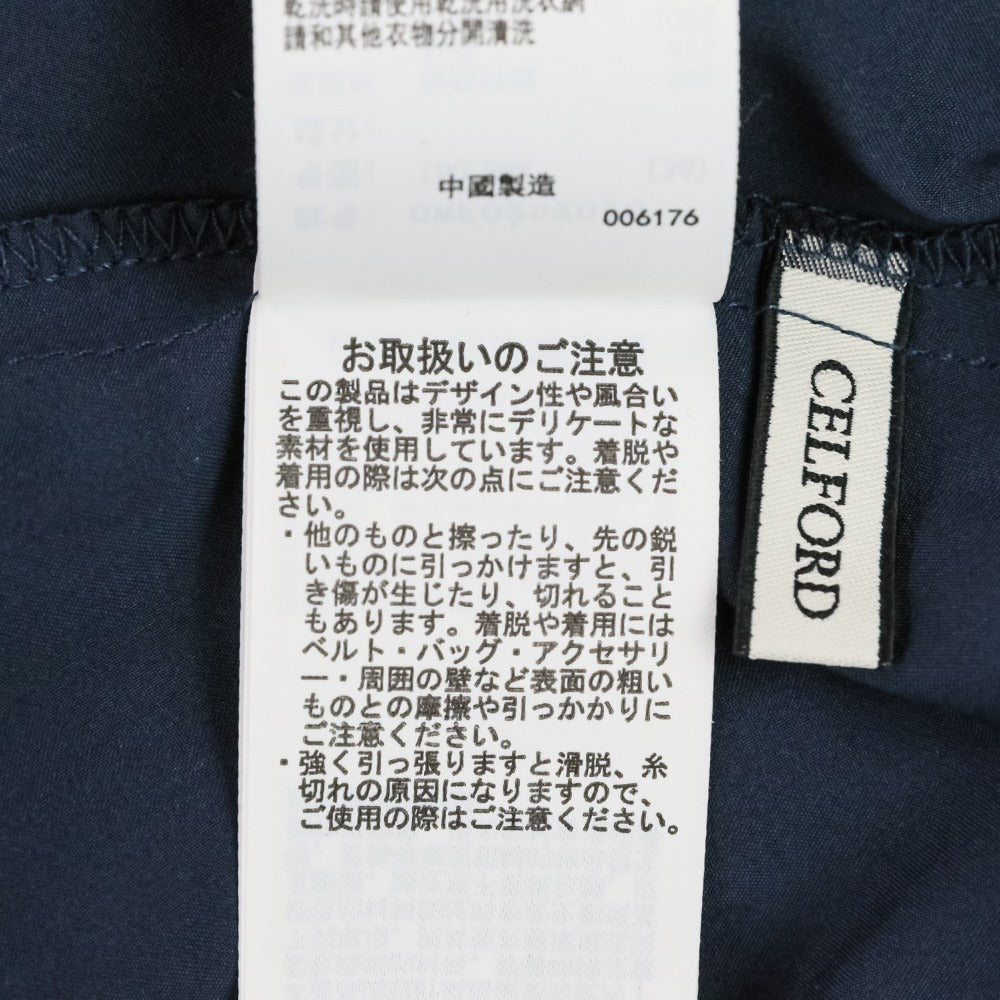 乾洗時請使用乾洗用洗衣網
請和其他衣物分開清洗
中國製造
006176
お取扱いのご注意
この製品はデザイン性や風合い
を重視し、非常にデリケートな
素材を使用しています。着脱や
着用の際は次の点にご注意くだ
さい。
・他のものと擦ったり、先の鋭
いものに引っかけますと、引
き傷が生じたり、切れること
もあります。着脱や着用には
ベルト・バッグ・アクセサリ
ー・周囲の壁など表面の粗い
ものとの摩擦や引っかかりに
ご注意ください。
・強く引っ張りますと滑脱、糸
切れの原因になりますので、
ご使用の際はご注意ください。
CELFORD